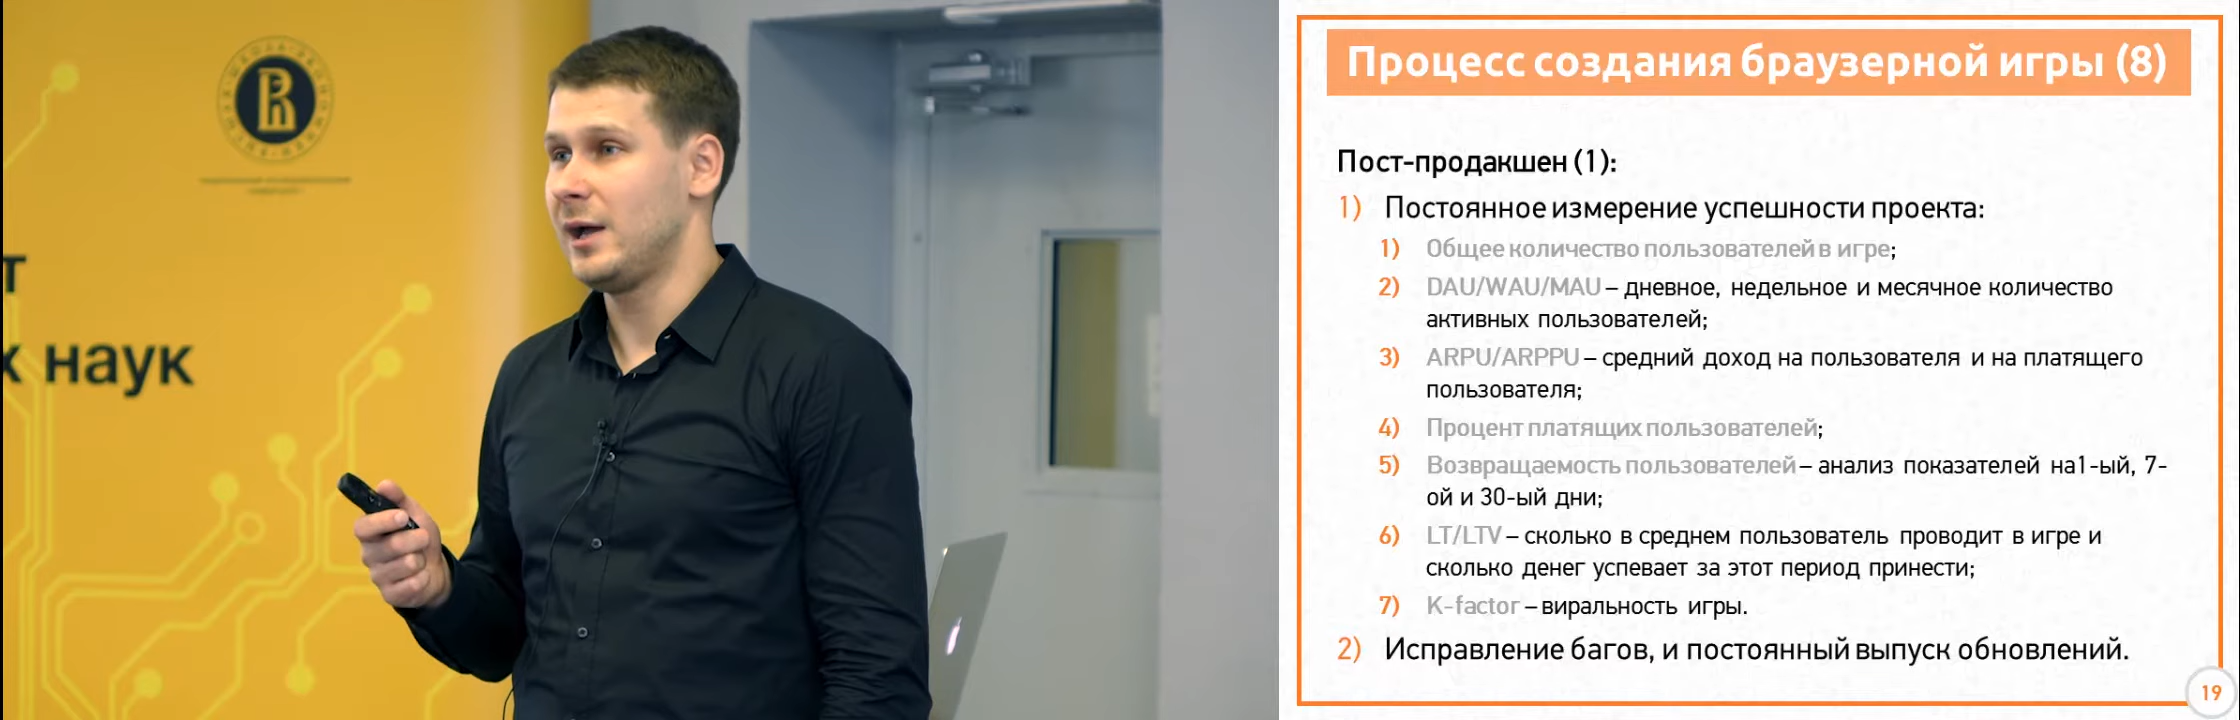 т
х наук
Процесс создания браузерной игры (8)
Пост-продакшен (1):
1) Постоянное измерение успешности проекта:
1) Общее количество пользователей в игре;
2) DAU/WAU/MAU – дневное, недельное и месячное количество
активных пользователей;
3) ARPU/ARPPU – средний доход на пользователя и на платящего
пользователя;
4) Процент платящих пользователей;
5) Возвращаемость пользователей – анализ показателей на1-ый, 7-
ой и 30-ый дни;
6) LT/LTV – сколько в среднем пользователь проводит в игре и
сколько денег успевает за этот период принести;
7) K-factor – виральность игры.
2) Исправление багов, и постоянный выпуск обновлений.
19